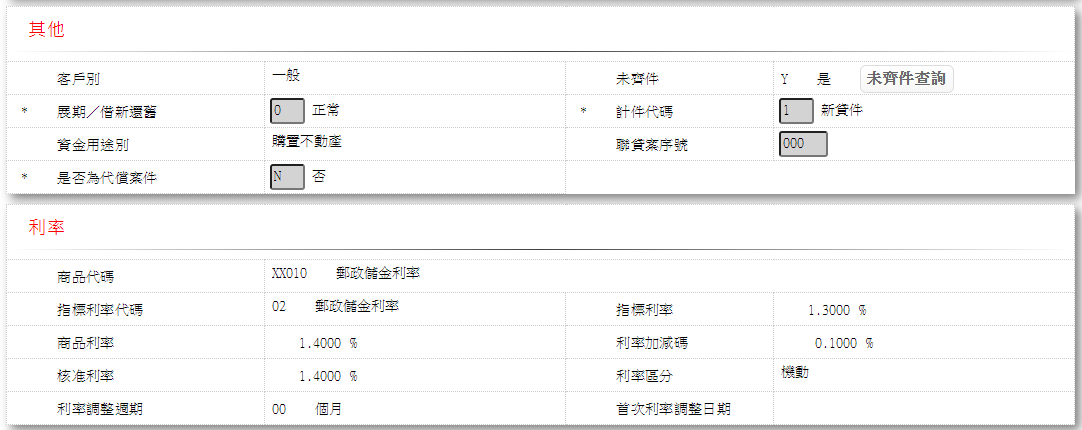 其他
客戶別 一般 未齊件 Y 是 未齊件查詢
* 展期／借新還舊 0 正常 * 計件代碼 1 新貸件
資金用途別 購置不動產 聯貸案序號 000
* 是否為代償案件 N 否
利率
商品代碼 XX010 郵政儲金利率
指標利率代碼 02 郵政儲金利率 指標利率 1.3000 %
商品利率 1.4000 % 利率加減碼 0.1000 %
核准利率 1.4000 % 利率區分 機動
利率調整週期 00 個月 首次利率調整日期